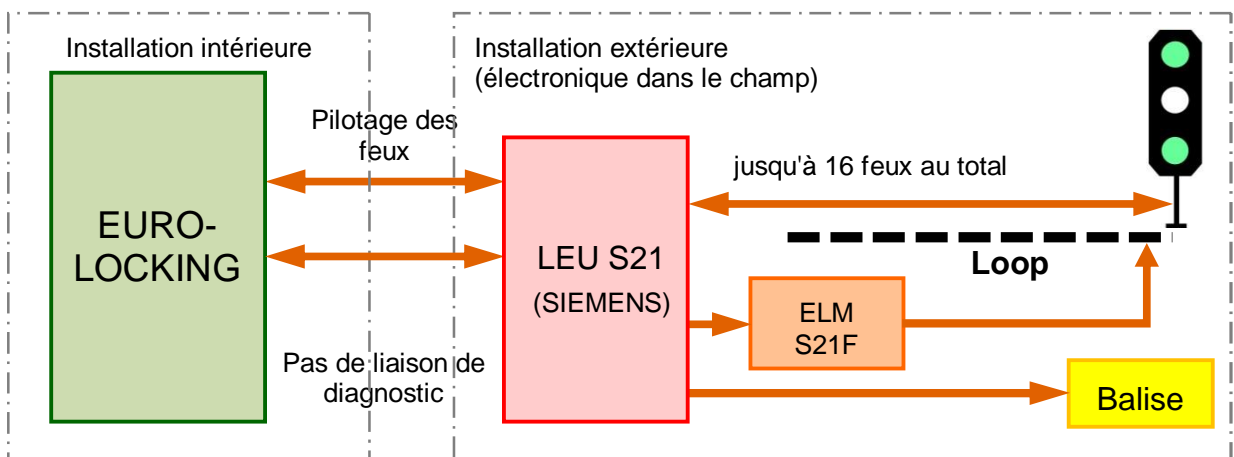 Installation intérieure
Installation extérieure
(électronique dans le champ)
Pilotage des
feux
jusqu'à 16 feux au total
EURO-
LOCKING
LEU S21
(SIEMENS)
Loop
ELM
S21F
Pas de liaison de
diagnostic
Balise